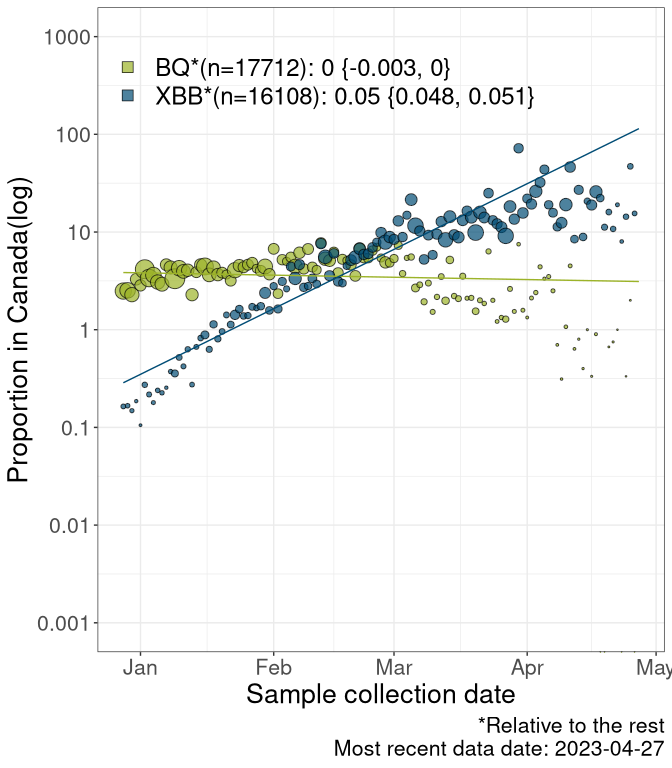 1000
100
10
1
0.1
0.01
0.001
Proportion in Canada(log)
BQ*(n=17712): 0 {-0.003, 0}
XBB*(n=16108): 0.05 {0.048, 0.051}
Jan Feb Mar Apr May
Sample collection date
*Relative to the rest
Most recent data date: 2023-04-27